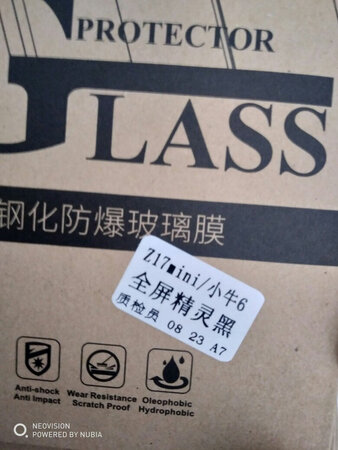 PROTECTOR
GLASS
钢化防爆玻璃膜
Z17mini/小牛6
全屏精灵黑
质检员 08 23 A7
Anti-shock
Anti Impact
Wear Resistance
Scratch Proof
Oleophobic
Hydrophobic
NEOVISION
POWERED BY NUBIA